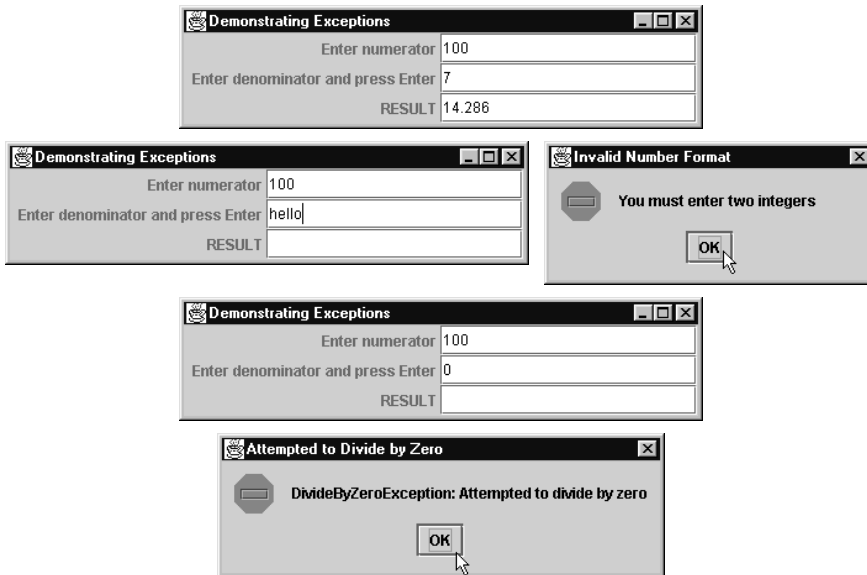 Demonstrating Exceptions
Enter numerator 100
Enter denominator and press Enter 7
RESULT 14.286
Demonstrating Exceptions
Enter numerator 100
Enter denominator and press Enter hello
RESULT
Invalid Number Format
You must enter two integers
OK
Demonstrating Exceptions
Enter numerator 100
Enter denominator and press Enter 0
RESULT
Attempted to Divide by Zero
DivideByZeroException: Attempted to divide by zero
OK